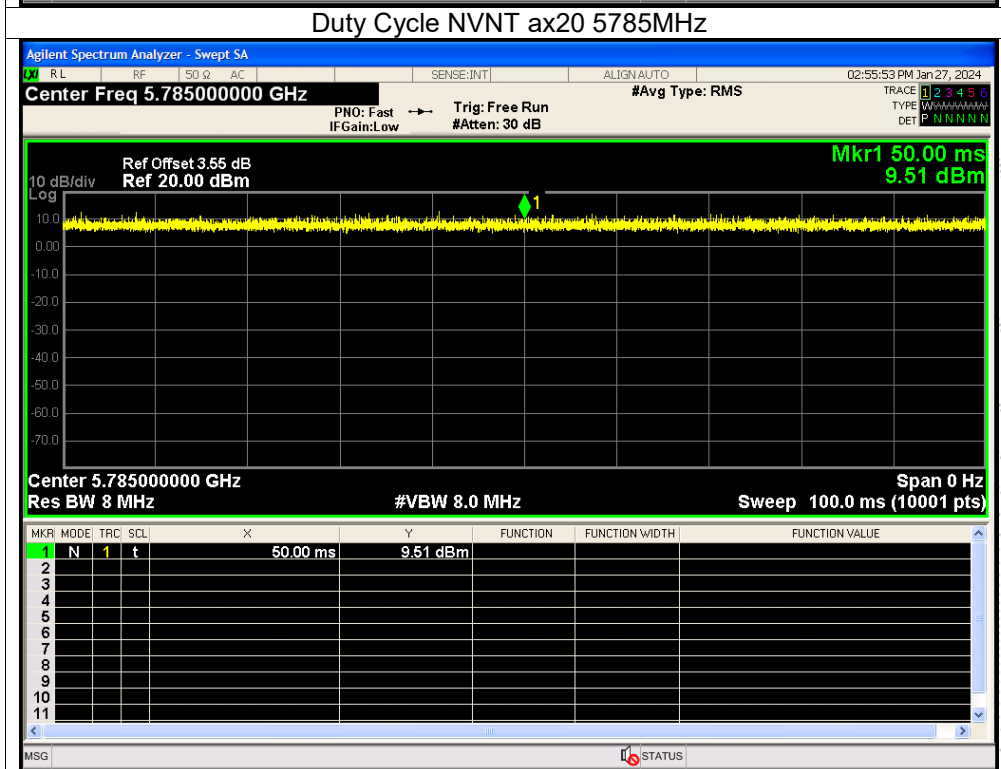 Duty Cycle NVNT ax20 5785MHz
Agilent Spectrum Analyzer - Swept SA
LXI RL RF 50 Ω AC SENSE:INT ALIGN AUTO 02:55:53 PM Jan 27, 2024
Center Freq 5.785000000 GHz #Avg Type: RMS TRACE 1 2 3 4 5 6
PNO: Fast Trig: Free Run TYPE WWWWWW
IFGain:Low #Atten: 30 dB DET P N N N N N
Mkr1 50.00 ms
Ref Offset 3.55 dB
10 dB/div Ref 20.00 dBm 9.51 dBm
Log
1
10.0
0.00
-10.0
-20.0
-30.0
-40.0
-50.0
-60.0
-70.0
Center 5.785000000 GHz Span 0 Hz
Res BW 8 MHz #VBW 8.0 MHz Sweep 100.0 ms (10001 pts)
MKR MODE TRC SCL X Y FUNCTION FUNCTION WIDTH FUNCTION VALUE
1 N 1 t 50.00 ms 9.51 dBm
2
3
4
5
6
7
8
9
10
11
MSG STATUS